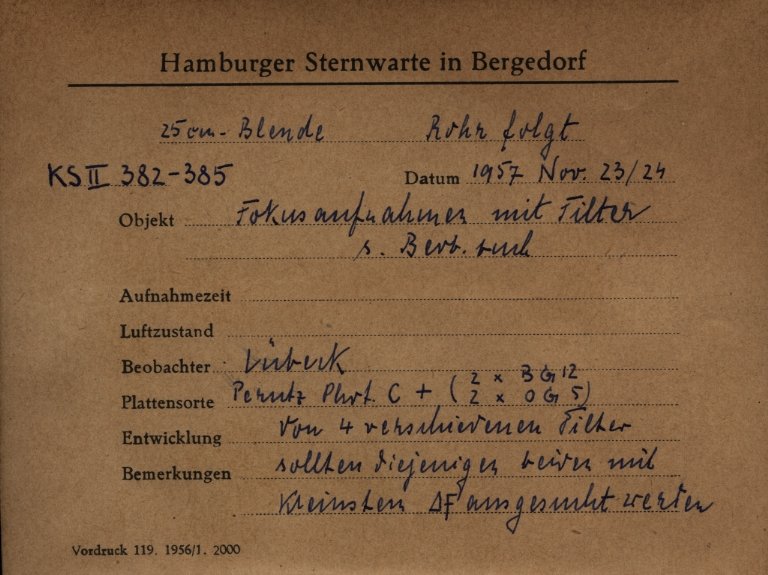 Hamburger Sternwarte in Bergedorf
25cm-Blende Rohr folgt
KS II 382-385 Datum 1957 Nov. 23/24
Objekt Fokusaufnahmen mit Filter
s. Beob. buch
Aufnahmezeit
Luftzustand
Beobachter Lübeck
Plattensorte Perutz Phot. C + ( 2 x BG 12
2 x OG 5)
Entwicklung Von 4 verschiedenen Filter
Bemerkungen sollten diejenigen beiden mit
kleinsten ΔF ausgesucht werden
Vordruck 119. 1956/1. 2000